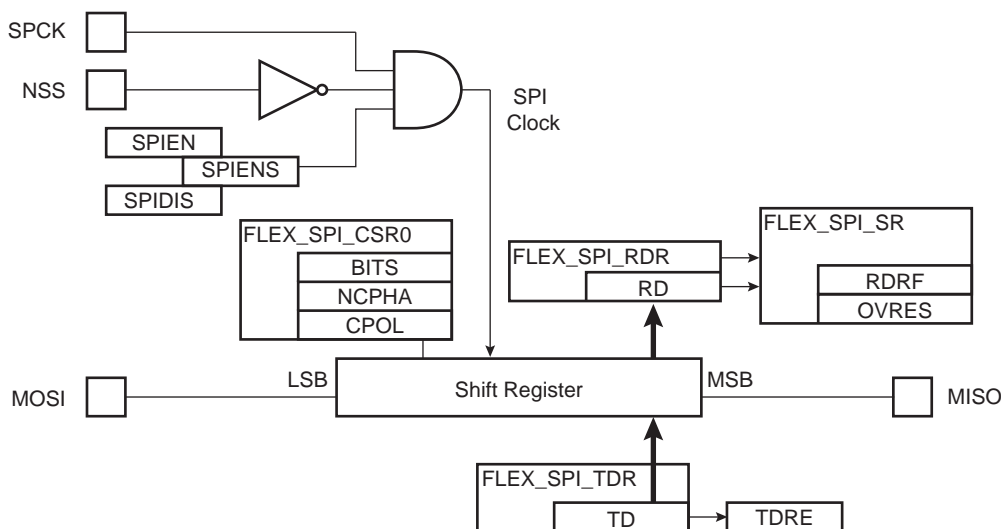 SPCK
NSS
SPI
Clock
SPIEN
SPIENS
SPIDIS
FLEX_SPI_CSR0
BITS
NCPHA
CPOL
FLEX_SPI_RDR
RD
FLEX_SPI_SR
RDRF
OVRES
MOSI
LSB
Shift Register
MSB
MISO
FLEX_SPI_TDR
TD
TDRE